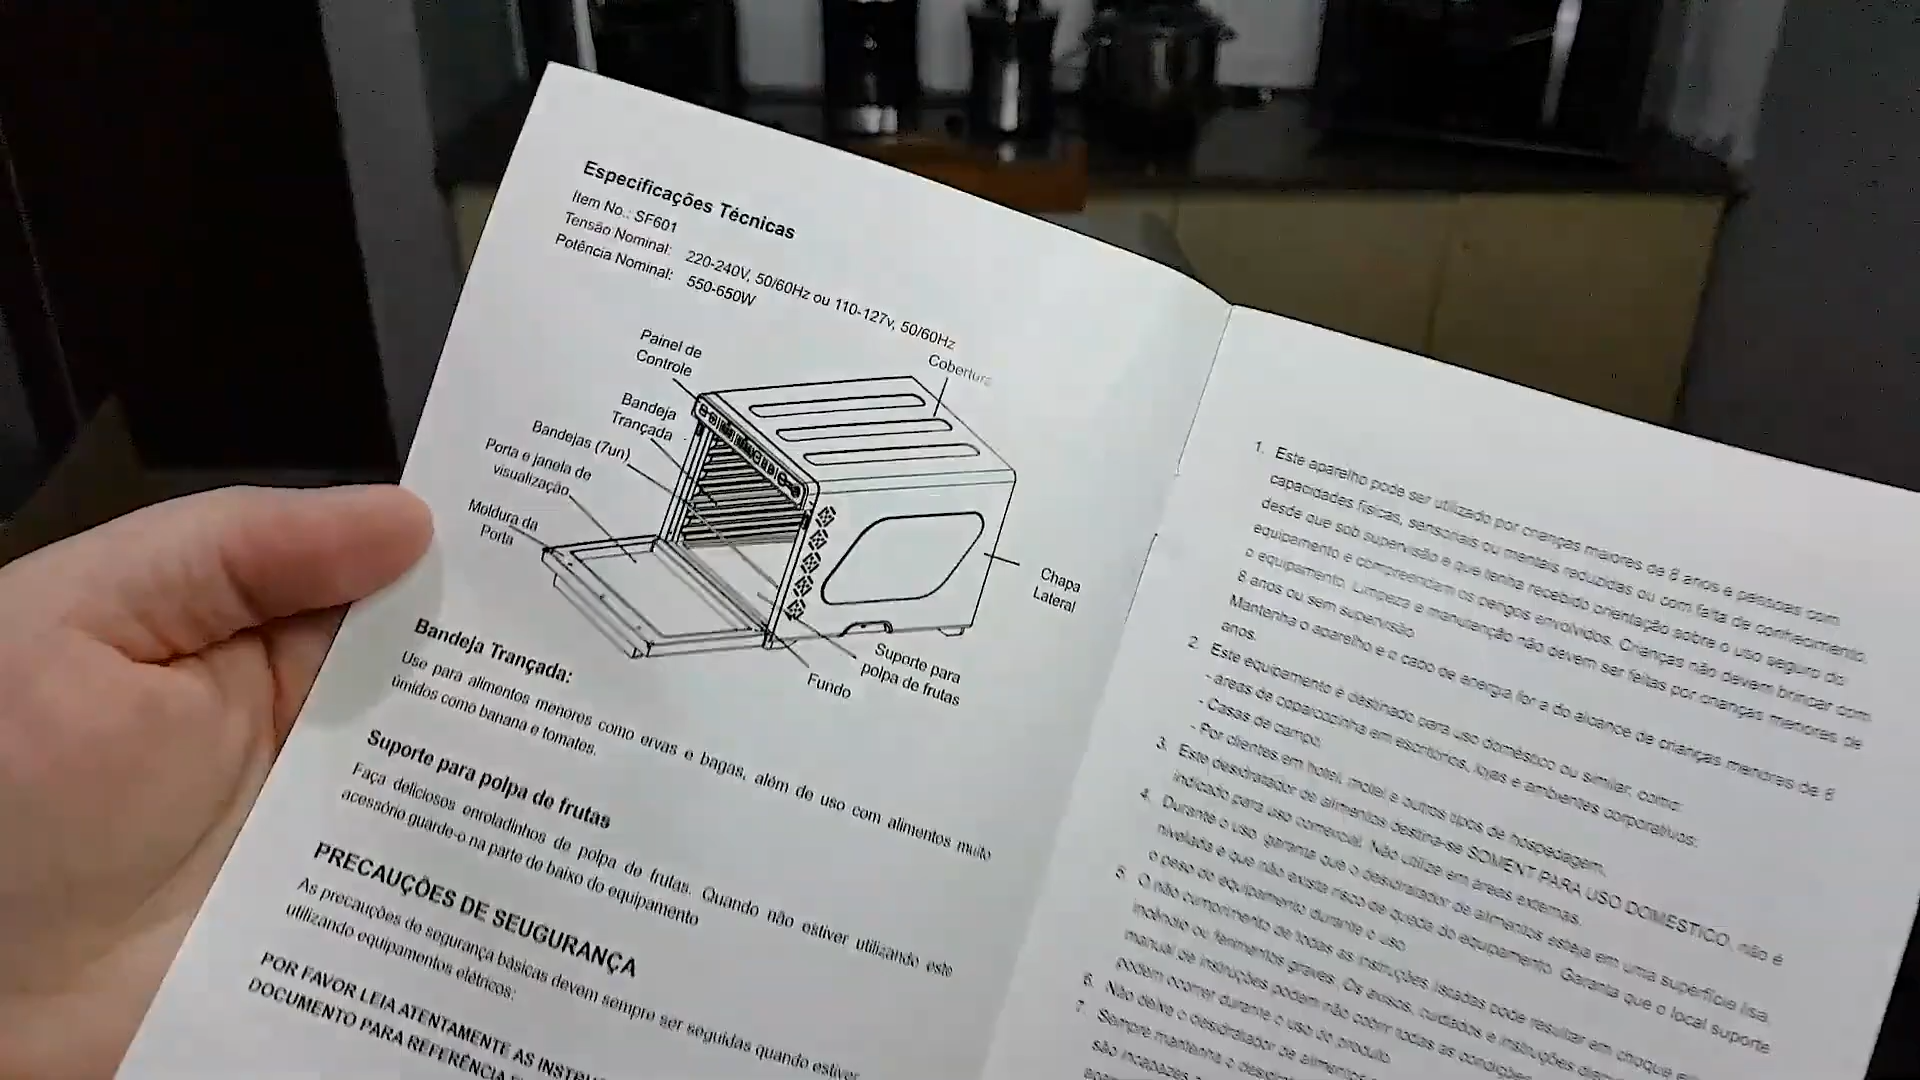 Especificações Técnicas
Item No.: SF601
Tensão Nominal: 220-240V, 50/60Hz ou 110-127v, 50/60Hz
Potência Nominal: 550-650W
Painel de
Controle
Cobertura
Bandeja
Trançada
Bandejas (7un)
Porta e janela de
visualização
Moldura da
Porta
Chapa
Lateral
Suporte para
polpa de frutas
Fundo
Bandeja Trançada:
Use para alimentos menores como ervas e bagas, além de uso com alimentos muito
úmidos como banana e tomates.
Suporte para polpa de frutas
Faça deliciosos enroladinhos de polpa de frutas. Quando não estiver utilizando este
acessório guarde-o na parte de baixo do equipamento
PRECAUÇÕES DE SEUGURANÇA
As precauções de segurança básicas devem sempre ser seguidas quando estiver
utilizando equipamentos elétricos:
POR FAVOR LEIA ATENTAMENTE AS
DOCUMENTO PARA REFERÊNCIA
1. Este aparelho pode ser utilizado por crianças maiores de 8 anos e pessoas com
capacidades físicas, sensoriais ou mentais reduzidas ou com falta de conhecimento,
desde que sob supervisão e que tenha recebido orientação sobre o uso seguro do
equipamento e compreendam os perigos envolvidos. Crianças não devem brincar com
o equipamento. Limpeza e manutenção não devem ser feitas por crianças menores de
8 anos ou sem supervisão
Mantenha o aparelho e o cabo de energia for a do alcance de crianças menores de 8
anos.
2. Este equipamento é destinado para uso doméstico ou similar, como:
- areas de copa/cozinha em escritórios, lojas e ambientes corporativos;
- Casas de campo;
- Por clientes em hotel, motel e outros tipos de hospedagem.
3. Este desidratador de alimentos destina-se SOMENT PARA USO DOMÉSTICO, não é
indicado para uso comercial. Não utilize em áreas externas.
4. Durante o uso, garanta que o desidratador de alimentos esteja em uma superfície lisa,
nivelada e que não exista risco de queda do equipamento. Garanta que o local suporte
o peso do equipamento durante o uso
5. O não cumprimento de todas as instruções listadas pode resultar em choque
incêndio ou ferimentos graves. Os avisos, cuidados e instruções
manual de instruções podem não cobrir todas as condições
podem ocorrer durante o uso do produto.
6. Não deixe o desidratador de alimentos
7. Sempre mantenha o
são incapazes